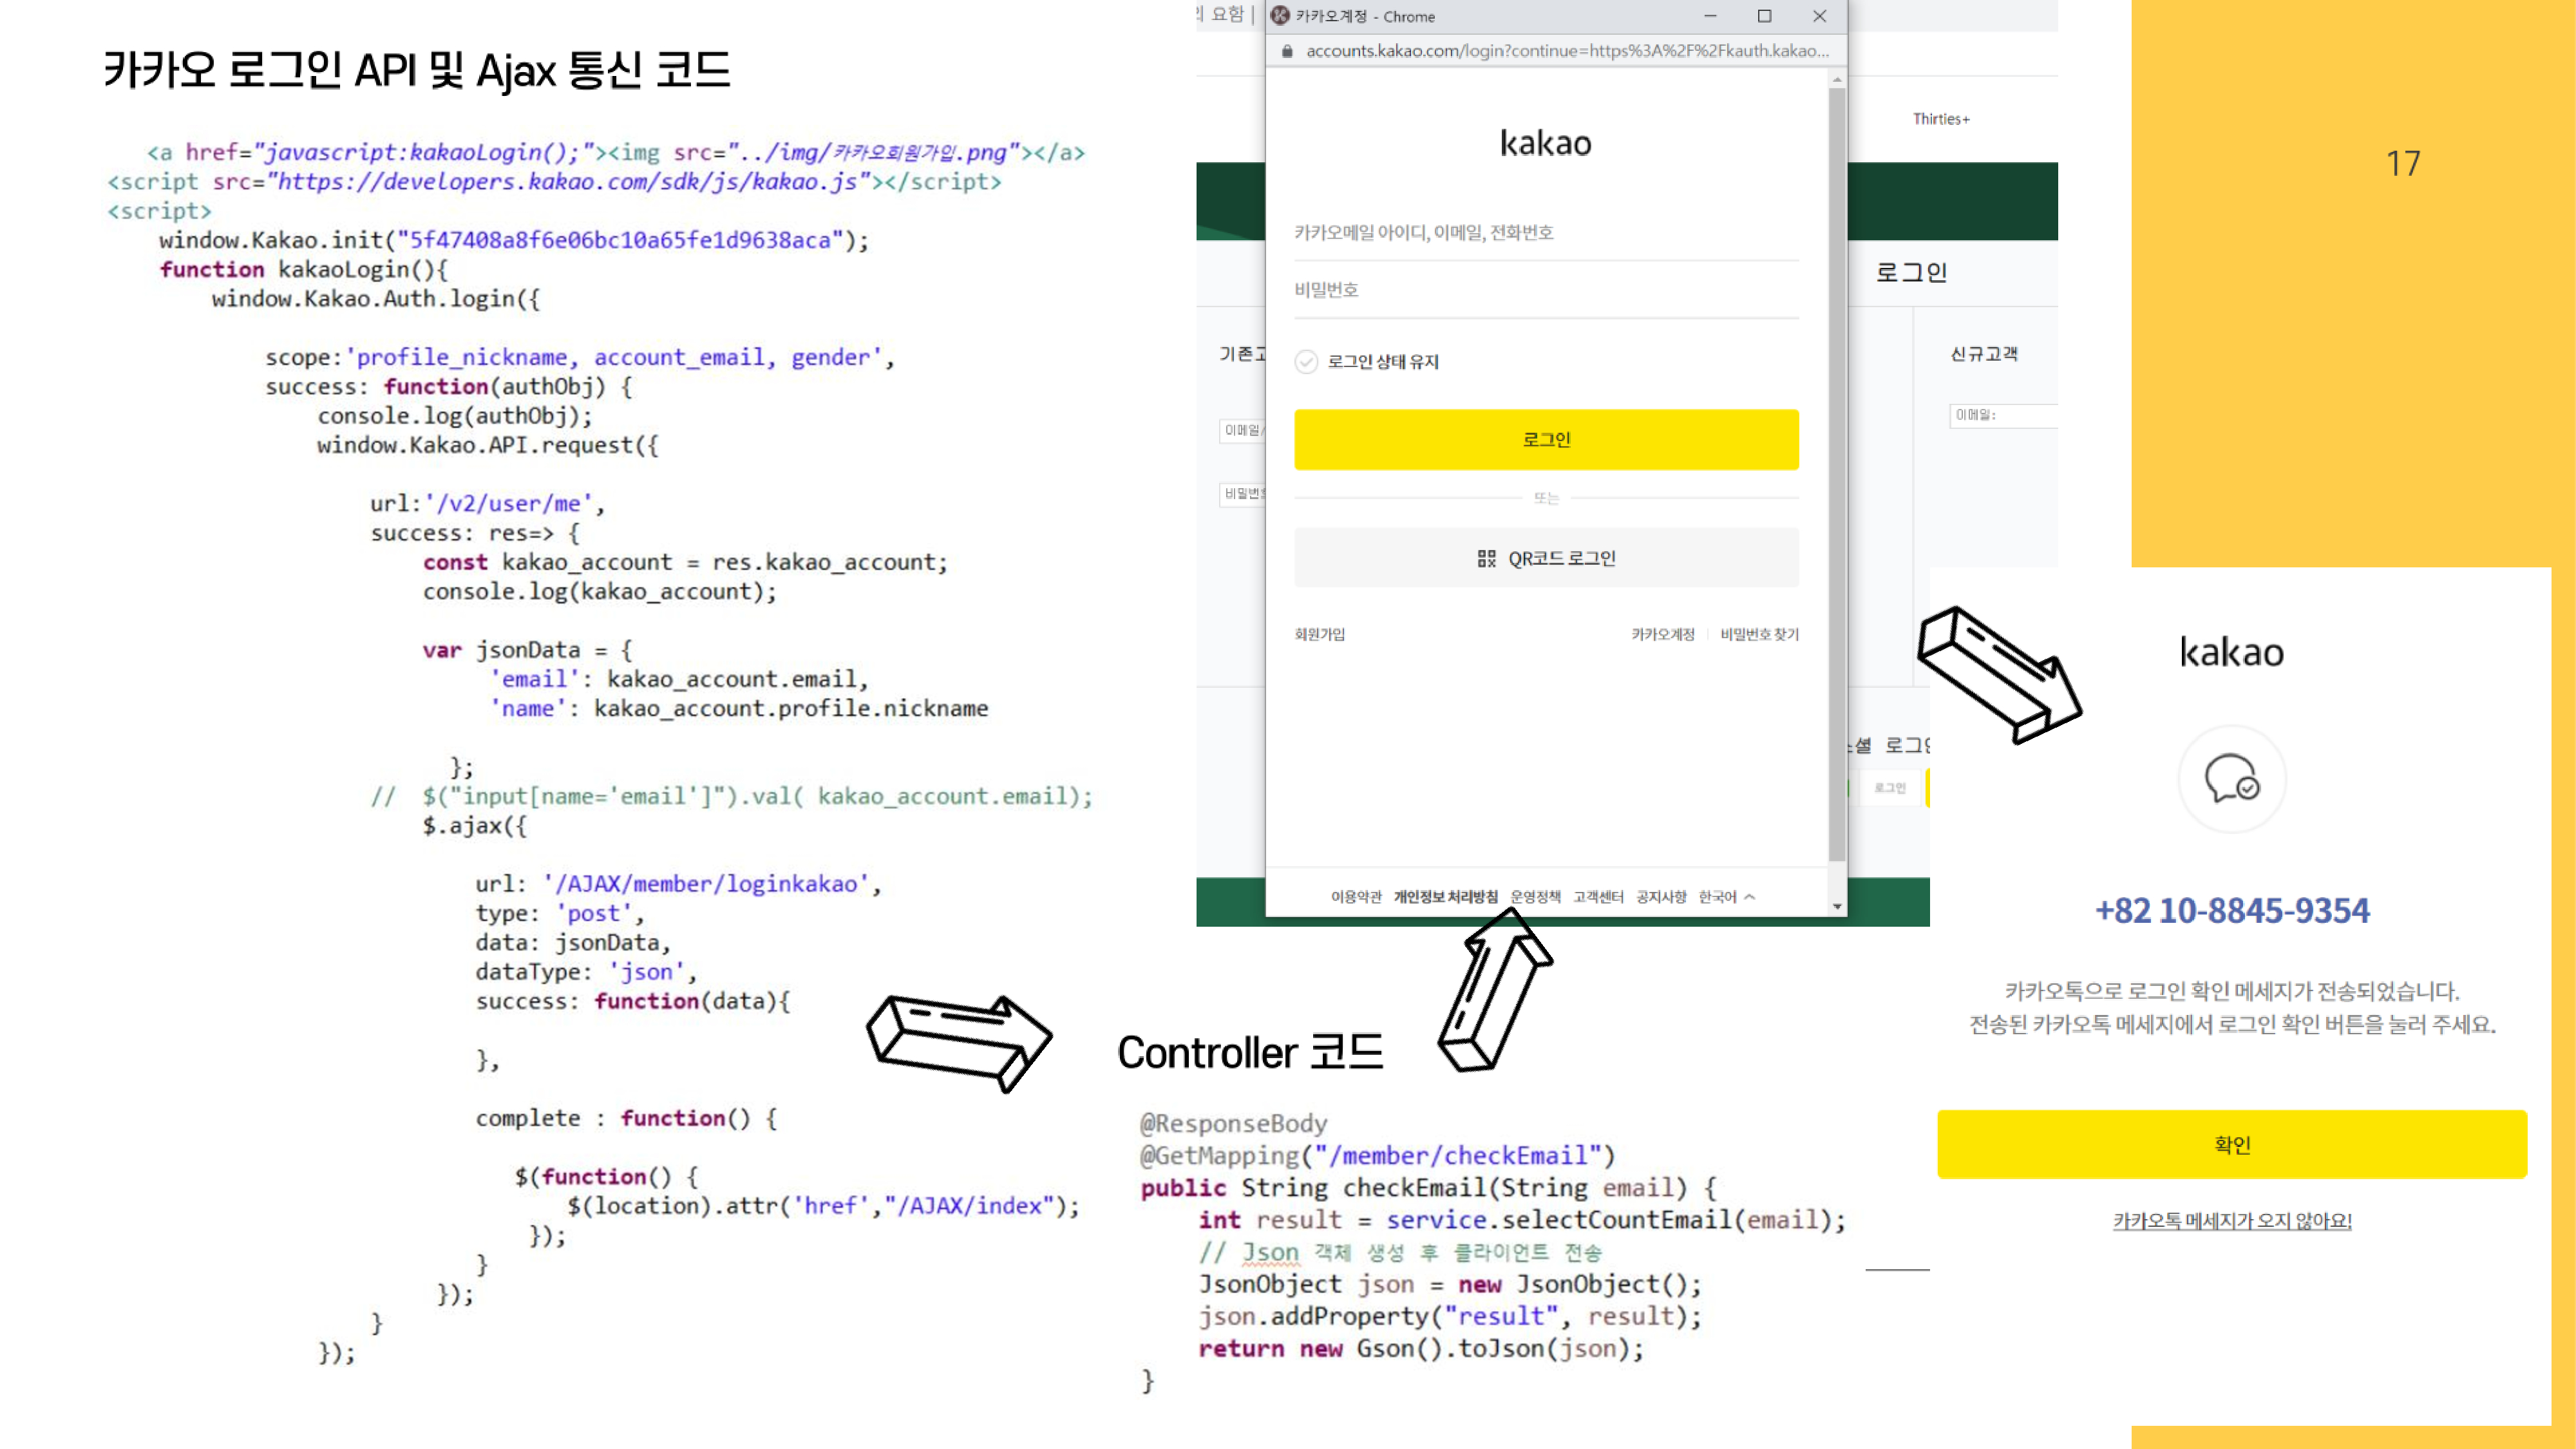 카카오 로그인 API 및 Ajax 통신 코드
<a href="javascript:kakaoLogin();"><img src="../img/카카오회원가입.png"></a>
<script src="https://developers.kakao.com/sdk/js/kakao.js"></script>
<script>
window.Kakao.init("5f47408a8f6e06bc10a65fe1d9638aca");
function kakaoLogin(){
window.Kakao.Auth.login({
scope:'profile_nickname, account_email, gender',
success: function(authObj) {
console.log(authObj);
window.Kakao.API.request({
url:'/v2/user/me',
success: res=> {
const kakao_account = res.kakao_account;
console.log(kakao_account);
var jsonData = {
'email': kakao_account.email,
'name': kakao_account.profile.nickname
};
// $("input[name='email']").val( kakao_account.email);
$.ajax({
url: '/AJAX/member/loginkakao',
type: 'post',
data: jsonData,
dataType: 'json',
success: function(data){
},
complete : function() {
$(function() {
$(location).attr('href',"/AJAX/index");
});
}
});
}
});
요함 |
카카오계정 - Chrome
accounts.kakao.com/login?continue=https%3A%2F%2Fkauth.kakao...
kakao
카카오메일 아이디, 이메일, 전화번호
비밀번호
로그인 상태 유지
로그인
또는
QR코드 로그인
회원가입
카카오계정 | 비밀번호 찾기
이용약관 개인정보 처리방침 운영정책 고객센터 공지사항 한국어
Thirties+
로그인
기존
신규고객
이메일/
이메일:
비밀번
셜 로그
로그인
17
Controller 코드
@ResponseBody
@GetMapping("/member/checkEmail")
public String checkEmail(String email) {
int result = service.selectCountEmail(email);
// Json 객체 생성 후 클라이언트 전송
JsonObject json = new JsonObject();
json.addProperty("result", result);
return new Gson().toJson(json);
}
kakao
+82 10-8845-9354
카카오톡으로 로그인 확인 메세지가 전송되었습니다.
전송된 카카오톡 메세지에서 로그인 확인 버튼을 눌러 주세요.
확인
카카오톡 메세지가 오지 않아요!